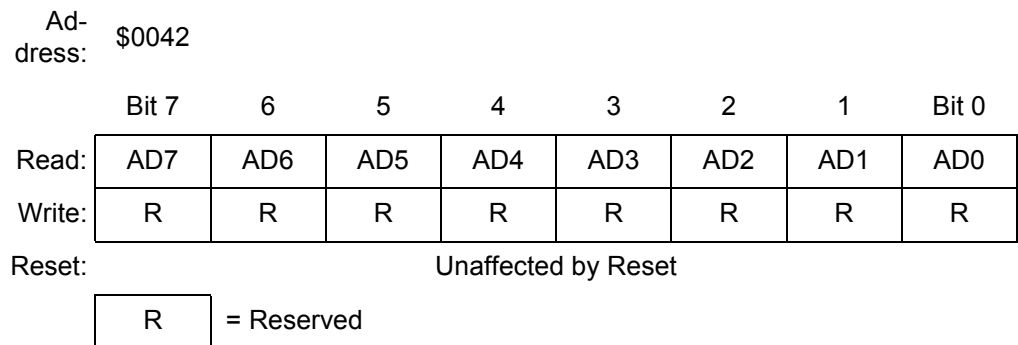 Ad-
dress: $0042
Bit 7 6 5 4 3 2 1 Bit 0
Read: AD7 AD6 AD5 AD4 AD3 AD2 AD1 AD0
Write: R R R R R R R R
Reset: Unaffected by Reset
R = Reserved